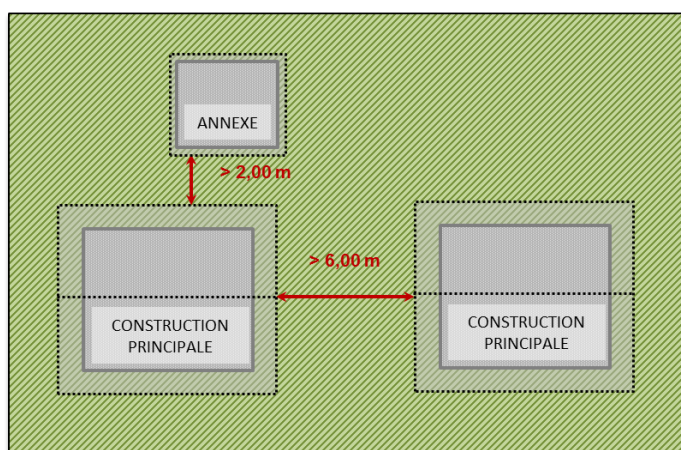 ANNEXE
> 2,00 m
> 6,00 m
CONSTRUCTION
PRINCIPALE
CONSTRUCTION
PRINCIPALE